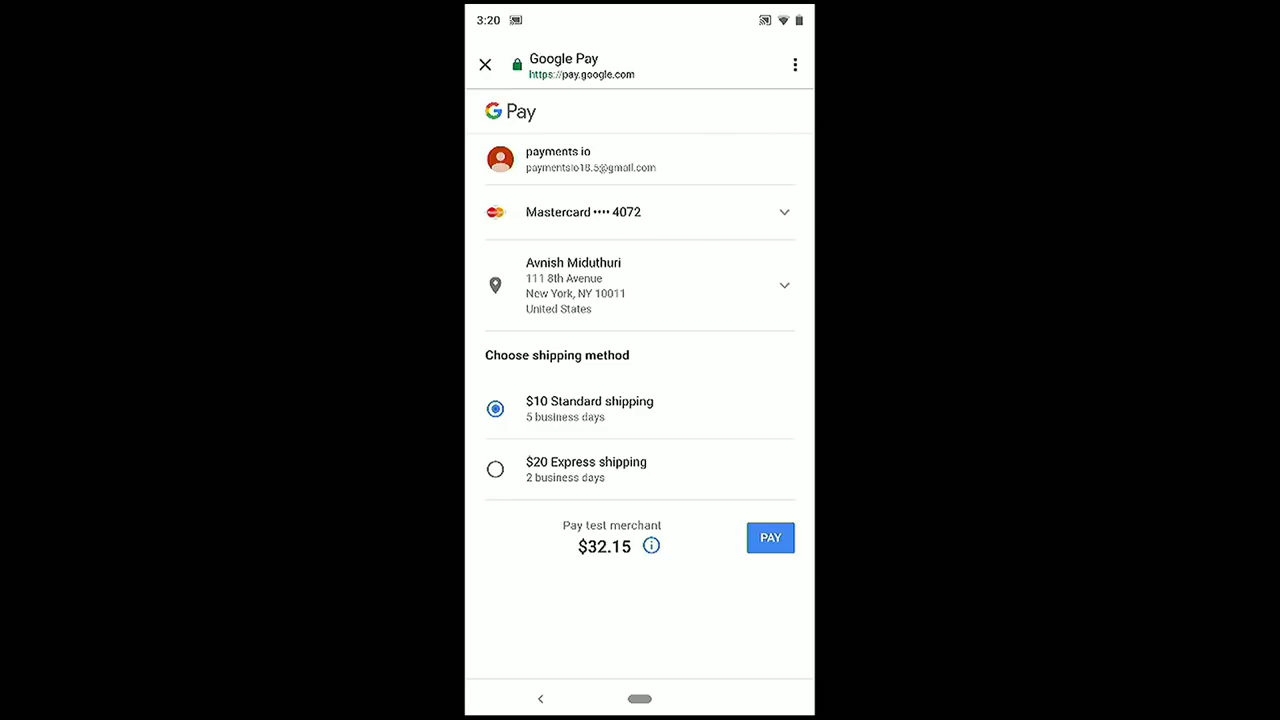 3:20
Google Pay
https://pay.google.com
G Pay
payments io
paymentsio18.5@gmail.com
Mastercard •••• 4072
Avnish Miduthuri
111 8th Avenue
New York, NY 10011
United States
Choose shipping method
$10 Standard shipping
5 business days
$20 Express shipping
2 business days
Pay test merchant
$32.15
PAY